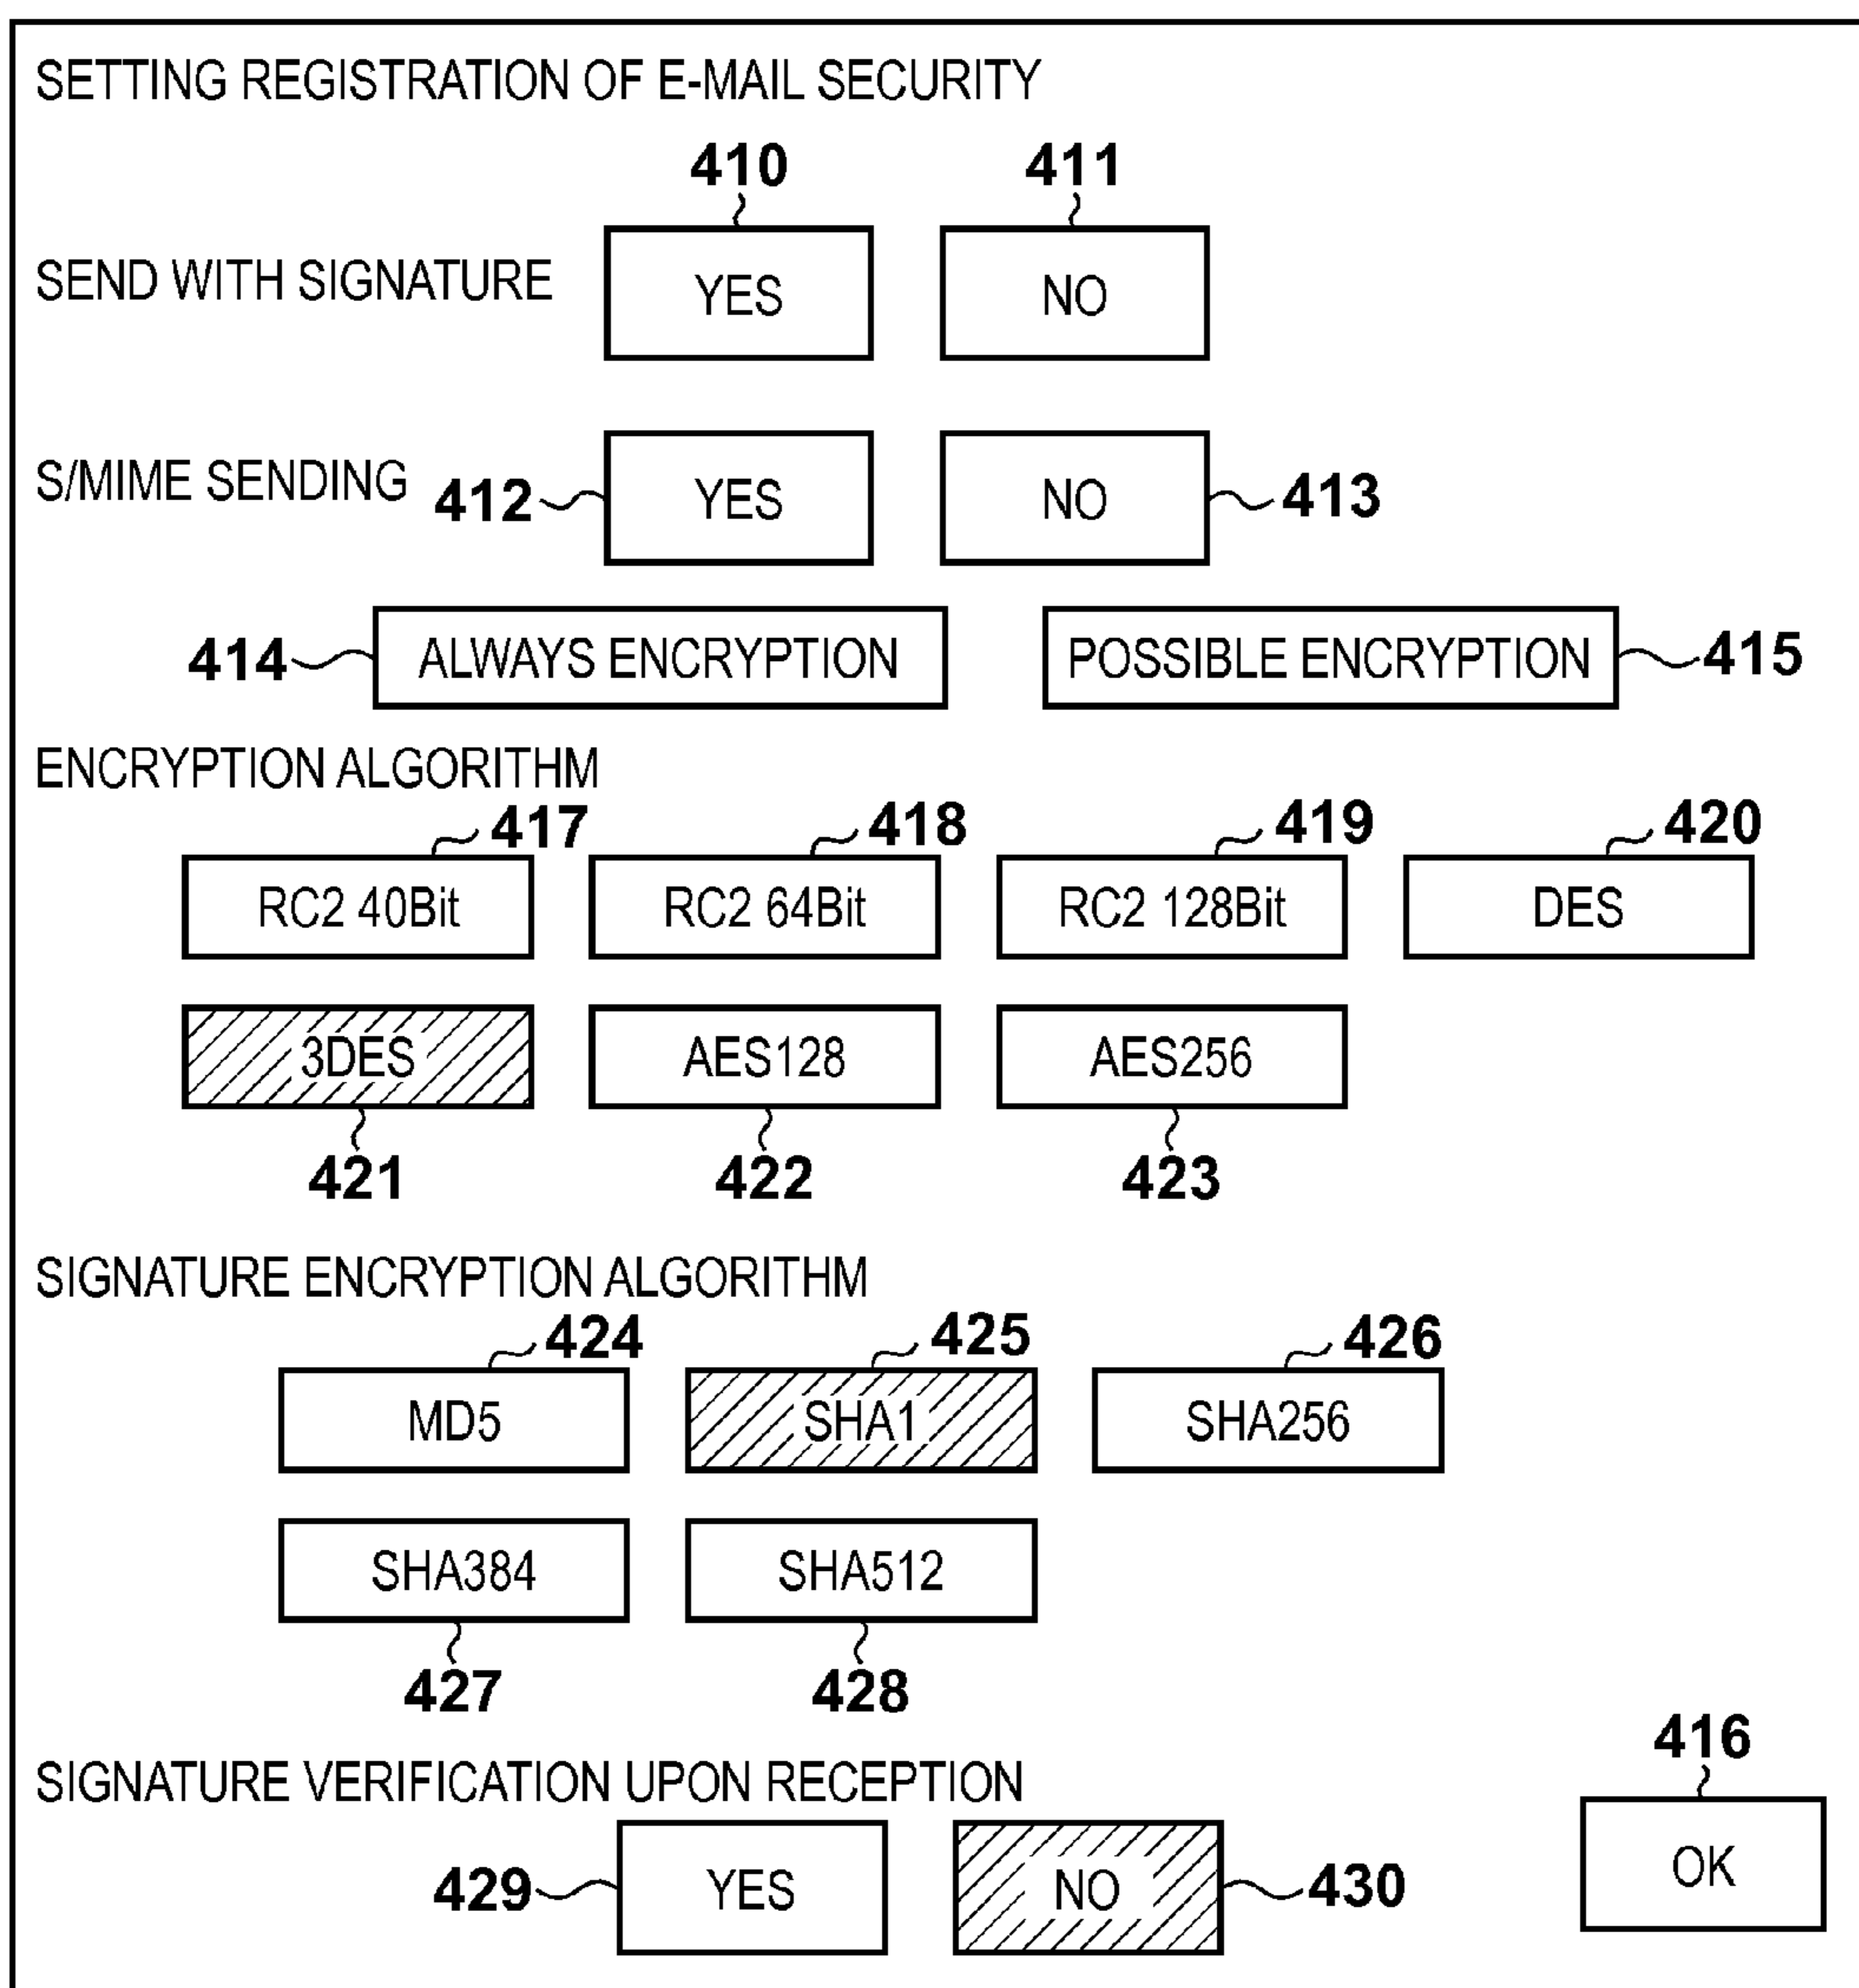 SETTING REGISTRATION OF E-MAIL SECURITY
410 411
SEND WITH SIGNATURE YES NO
S/MIME SENDING 412 YES NO 413
414 ALWAYS ENCRYPTION POSSIBLE ENCRYPTION 415
ENCRYPTION ALGORITHM
417 418 419 420
RC2 40Bit RC2 64Bit RC2 128Bit DES
3DES AES128 AES256
421 422 423
SIGNATURE ENCRYPTION ALGORITHM
424 425 426
MD5 SHA1 SHA256
SHA384 SHA512
427 428
416
SIGNATURE VERIFICATION UPON RECEPTION
429 YES NO 430 OK